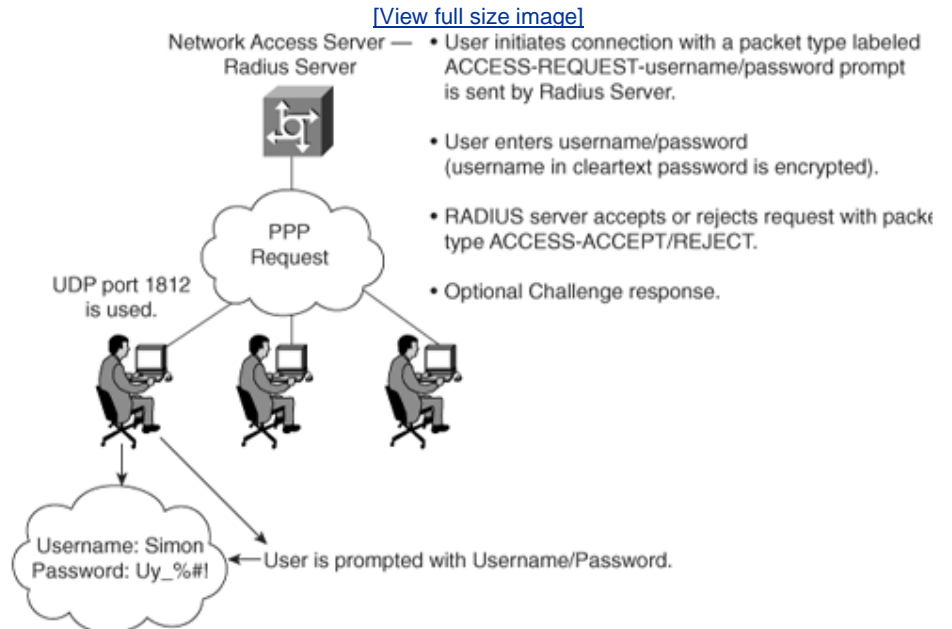 [View full size image]
Network Access Server —
Radius Server
• User initiates connection with a packet type labeled
ACCESS-REQUEST-username/password prompt
is sent by Radius Server.
• User enters username/password
(username in cleartext password is encrypted).
• RADIUS server accepts or rejects request with packe
type ACCESS-ACCEPT/REJECT.
• Optional Challenge response.
PPP
Request
UDP port 1812
is used.
Username: Simon
Password: Uy_%#!
User is prompted with Username/Password.